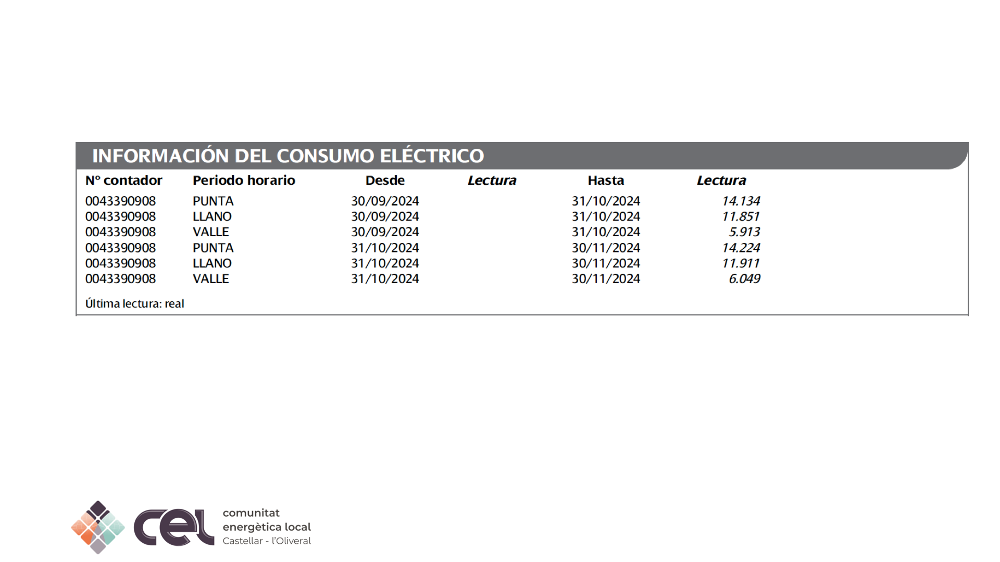 INFORMACIÓN DEL CONSUMO ELÉCTRICO
Nº contador Periodo horario Desde Lectura Hasta Lectura
0043390908 PUNTA 30/09/2024 31/10/2024 14.134
0043390908 LLANO 30/09/2024 31/10/2024 11.851
0043390908 VALLE 30/09/2024 31/10/2024 5.913
0043390908 PUNTA 31/10/2024 30/11/2024 14.224
0043390908 LLANO 31/10/2024 30/11/2024 11.911
0043390908 VALLE 31/10/2024 30/11/2024 6.049
Última lectura: real
cel
comunitat
energètica local
Castellar - l'Oliveral